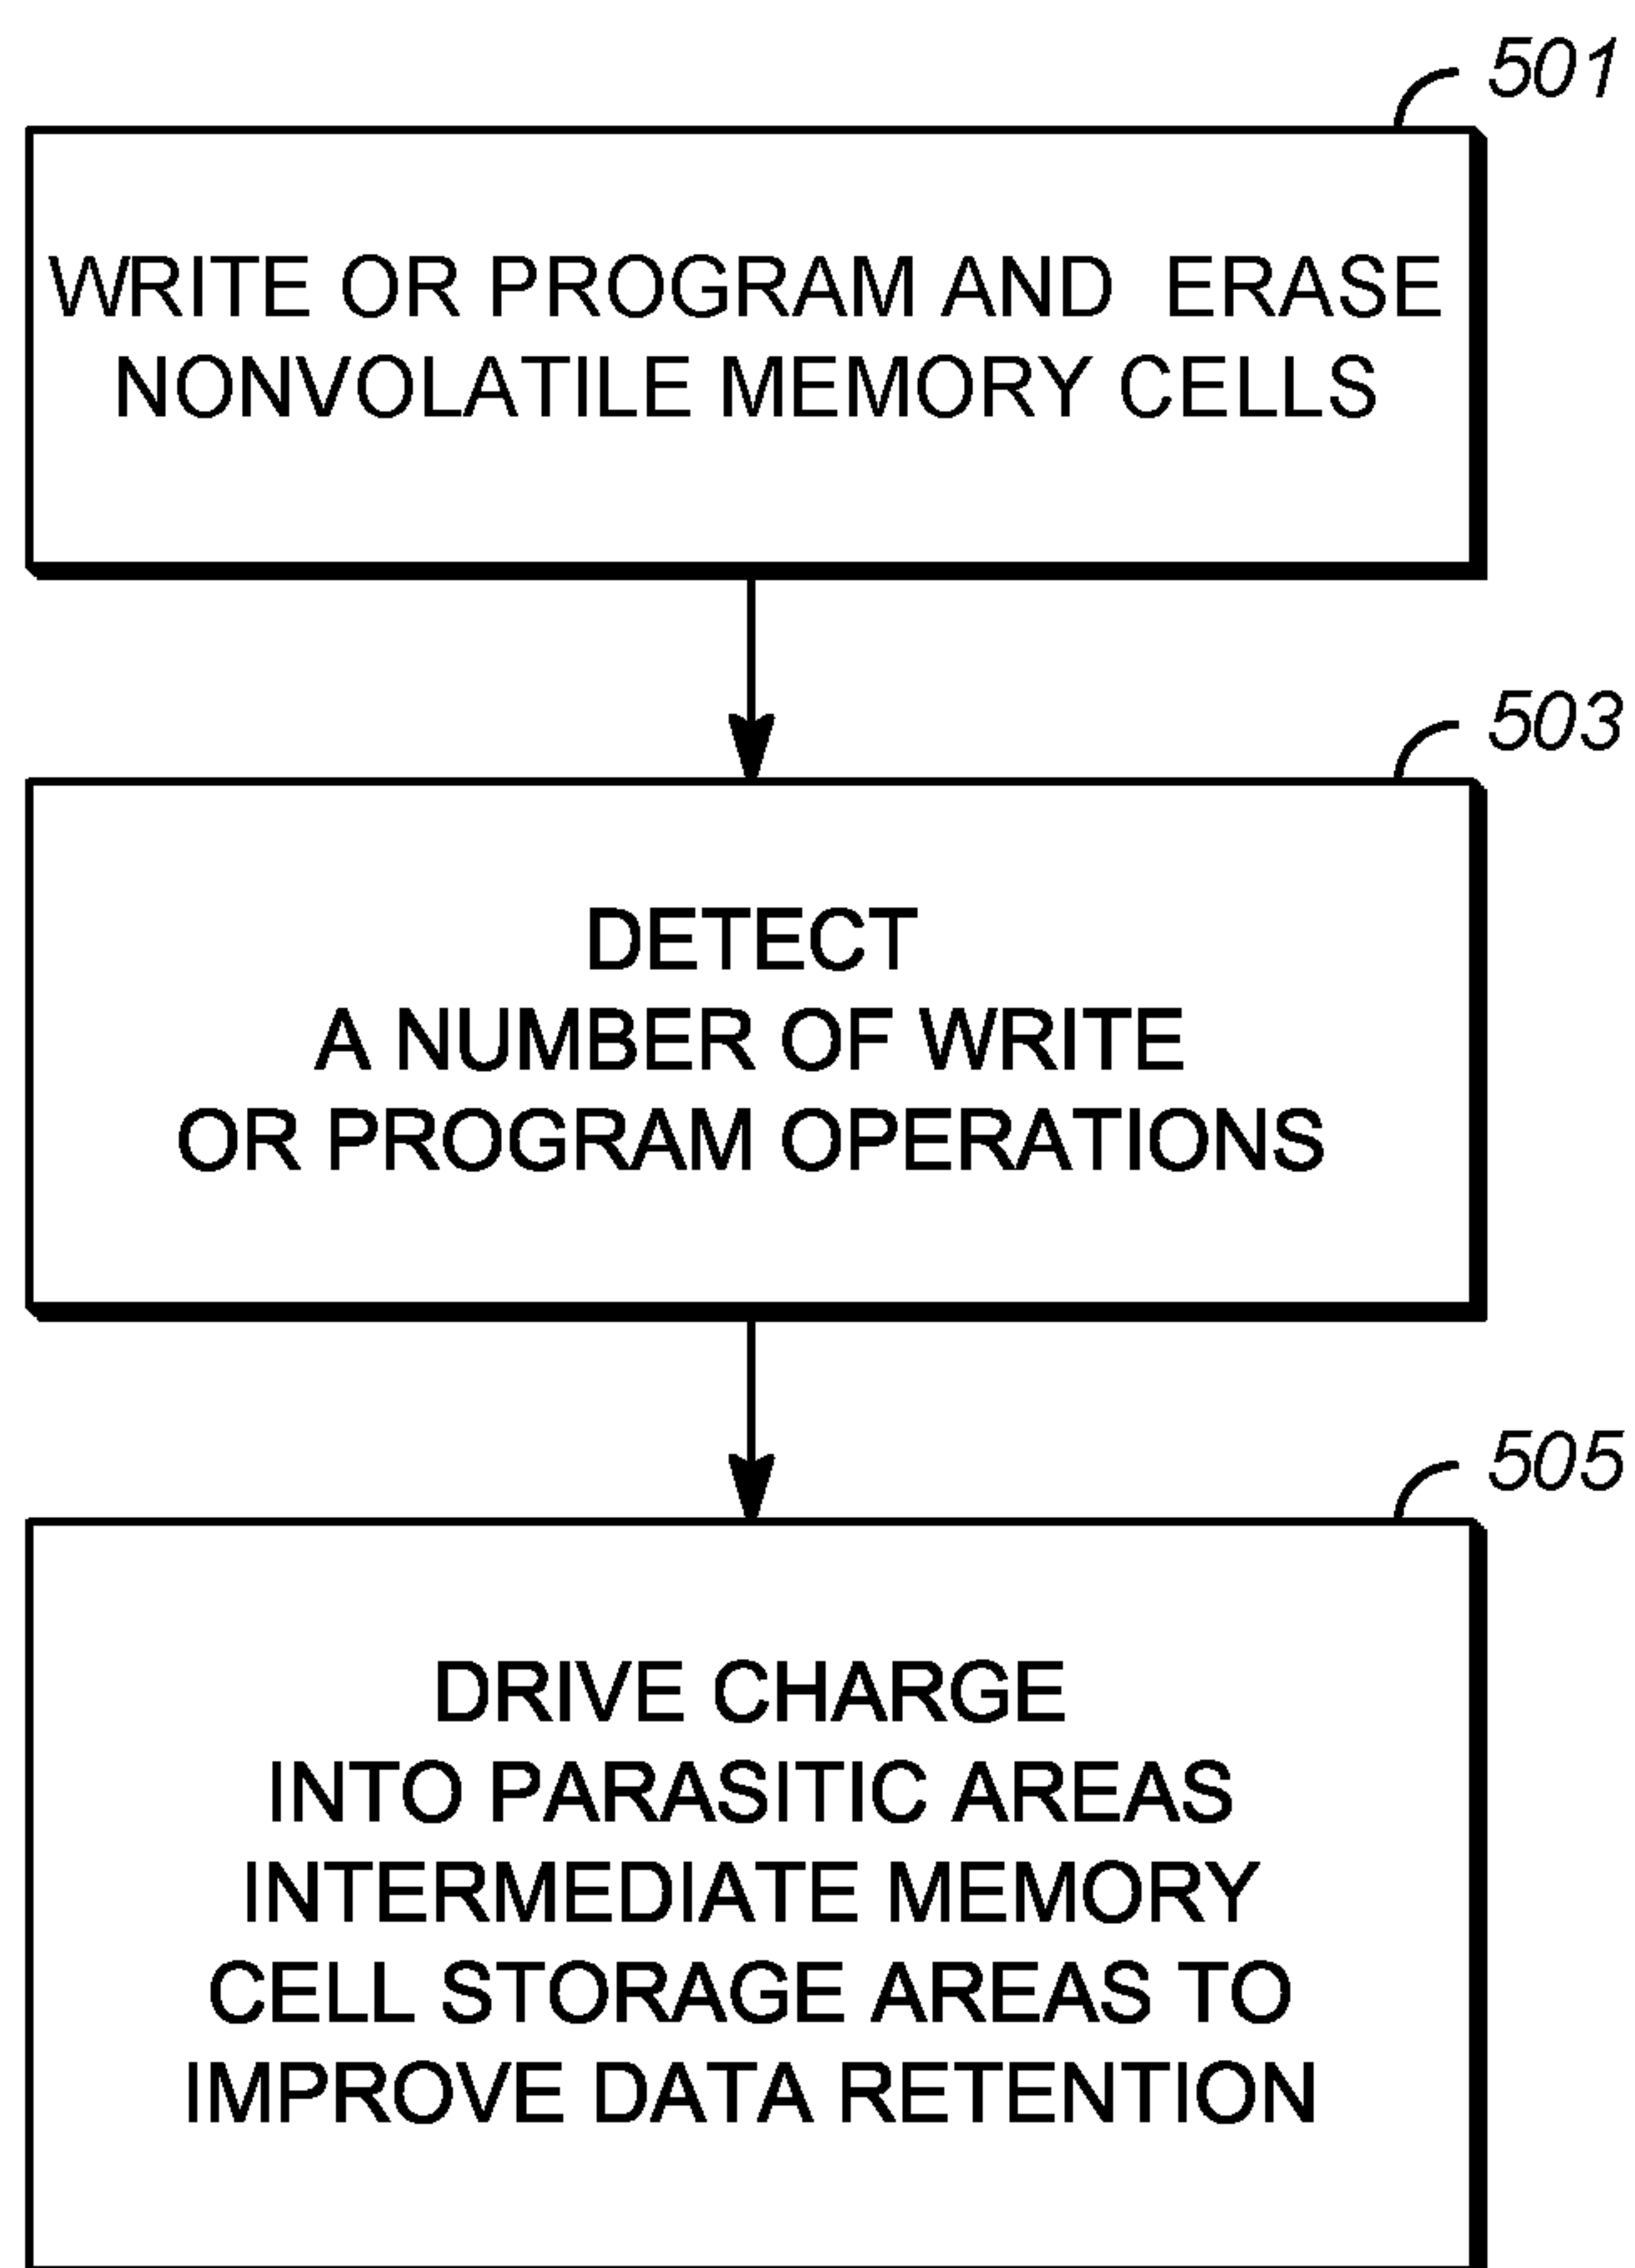 501
WRITE OR PROGRAM AND ERASE
NONVOLATILE MEMORY CELLS
503
DETECT
A NUMBER OF WRITE
OR PROGRAM OPERATIONS
505
DRIVE CHARGE
INTO PARASITIC AREAS
INTERMEDIATE MEMORY
CELL STORAGE AREAS TO
IMPROVE DATA RETENTION